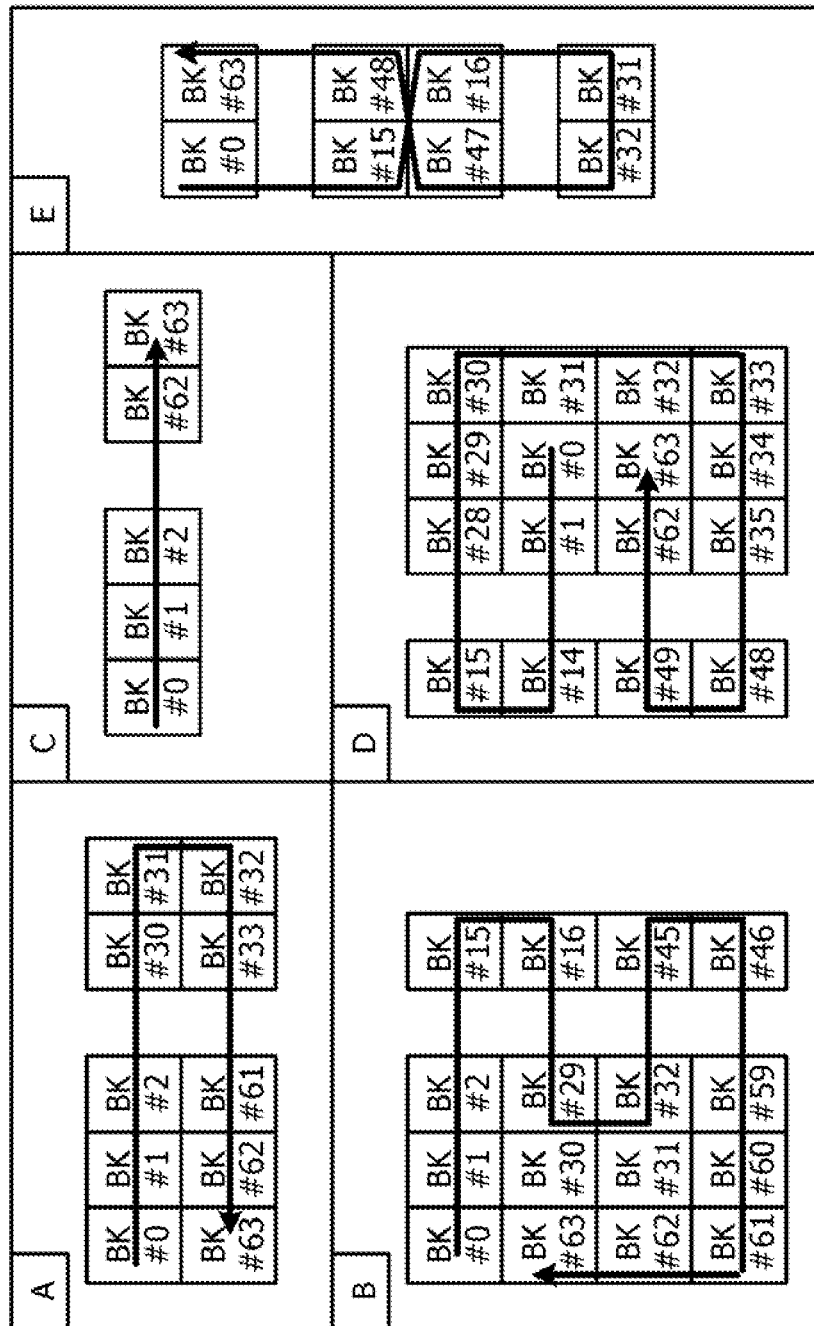 A
BK BK BK BK BK
#0 #1 #2 #30 #31
BK BK BK BK BK
#63 #62 #61 #33 #32
B
BK BK BK BK
#0 #1 #2 #15
BK BK BK BK
#63 #30 #29 #16
BK BK BK BK
#62 #31 #32 #45
BK BK BK BK
#61 #60 #59 #46
C
BK BK BK BK BK
#0 #1 #2 #62 #63
D
BK BK BK BK
#15 #28 #29 #30
BK BK BK BK
#14 #1 #0 #31
BK BK BK BK
#49 #62 #63 #32
BK BK BK BK
#48 #35 #34 #33
E
BK BK
#0 #63
BK BK
#15 #48
BK BK
#47 #16
BK BK
#32 #31